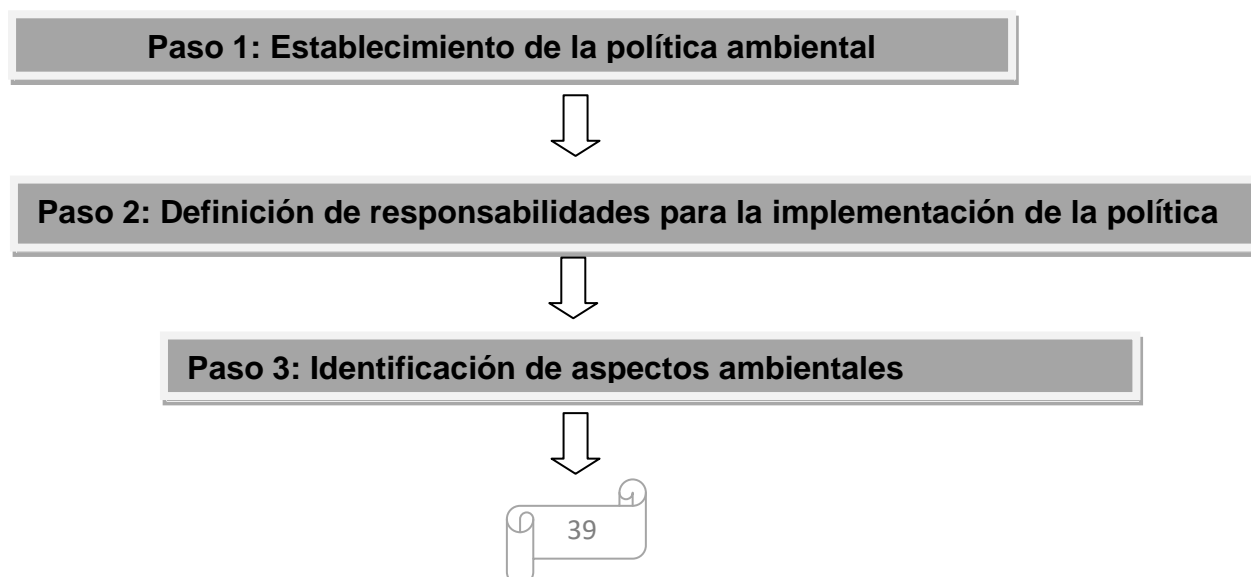 Paso 1: Establecimiento de la política ambiental
Paso 2: Definición de responsabilidades para la implementación de la política
Paso 3: Identificación de aspectos ambientales
39